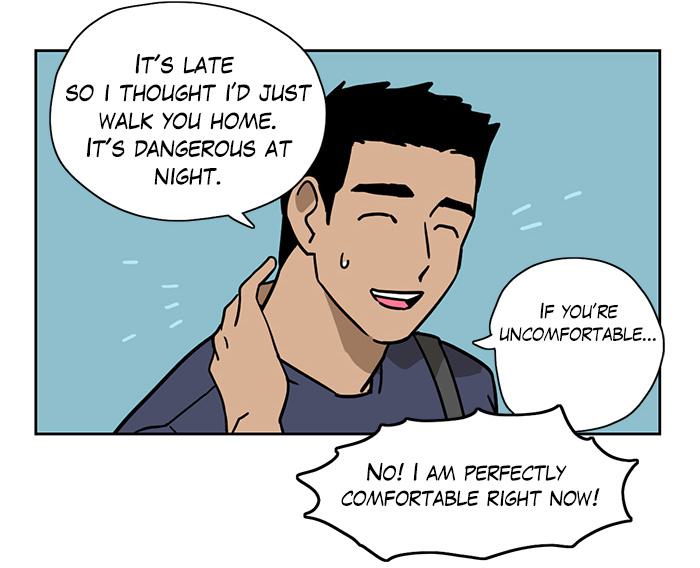 IT'S LATE
SO I THOUGHT I'D JUST
WALK YOU HOME.
IT'S DANGEROUS AT
NIGHT.
IF YOU'RE
UNCOMFORTABLE...
NO! I AM PERFECTLY
COMFORTABLE RIGHT NOW!